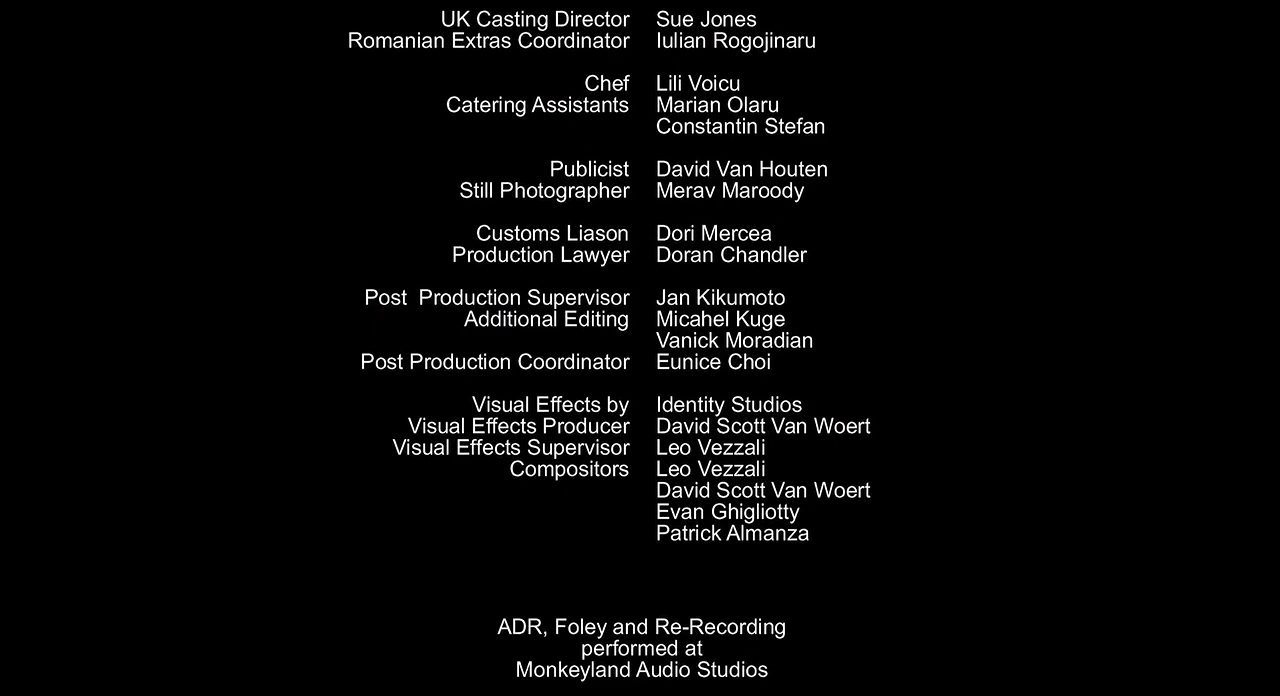 UK Casting Director Sue Jones
Romanian Extras Coordinator Iulian Rogojinaru
Chef Lili Voicu
Catering Assistants Marian Olaru
Constantin Stefan
Publicist David Van Houten
Still Photographer Merav Maroody
Customs Liason Dori Mercea
Production Lawyer Doran Chandler
Post  Production Supervisor Jan Kikumoto
Additional Editing Micahel Kuge
Vanick Moradian
Post Production Coordinator Eunice Choi
Visual Effects by Identity Studios
Visual Effects Producer David Scott Van Woert
Visual Effects Supervisor Leo Vezzali
Compositors Leo Vezzali
David Scott Van Woert
Evan Ghigliotty
Patrick Almanza
ADR, Foley and Re-Recording
performed at
Monkeyland Audio Studios